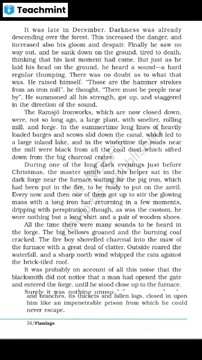 Teachmint
It was late in December. Darkness was already
descending over the forest. This increased the danger, and
increased also his gloom and despair. Finally he saw no
way out, and he sank down on the ground, tired to death,
thinking that his last moment had come. But just as he
laid his head on the ground, he heard a sound—a hard
regular thumping. There was no doubt as to what that
was. He raised himself. "Those are the hammer strokes
from an iron mill", he thought. "There must be people near
by". He summoned all his strength, got up, and staggered
in the direction of the sound.
The Ramsjö Ironworks, which are now closed down,
were, not so long ago, a large plant, with smelter, rolling
mill, and forge. In the summertime long lines of heavily
loaded barges and scows slid down the canal, which led to
a large inland lake, and in the wintertime the roads near
the mill were black from all the coal dust which sifted down
from the big charcoal crates.
During one of the long dark evenings just before
Christmas, the master smith and his helper sat in the
dark forge near the furnace waiting for the pig iron, which
had been put in the fire, to be ready to put on the anvil.
Every now and then one of them got up to stir the glowing
mass with a long iron bar, returning in a few moments,
dripping with perspiration, though, as was the custom, he
wore nothing but a long shirt and a pair of wooden shoes.
All the time there were many sounds to be heard in
the forge. The big bellows groaned and the burning coal
cracked. The fire boy shovelled charcoal into the maw of
the furnace with a great deal of clatter. Outside roared the
waterfall, and a sharp north wind whipped the rain against
the brick-tiled roof.
It was probably on account of all this noise that the
blacksmith did not notice that a man had opened the gate
and entered the forge, until he stood close up to the furnace.
Surely it was nothing unusual
and branches, its thickets and fallen logs, closed in upon
him like an impenetrable prison from which he could
never escape.
34/Flamingo